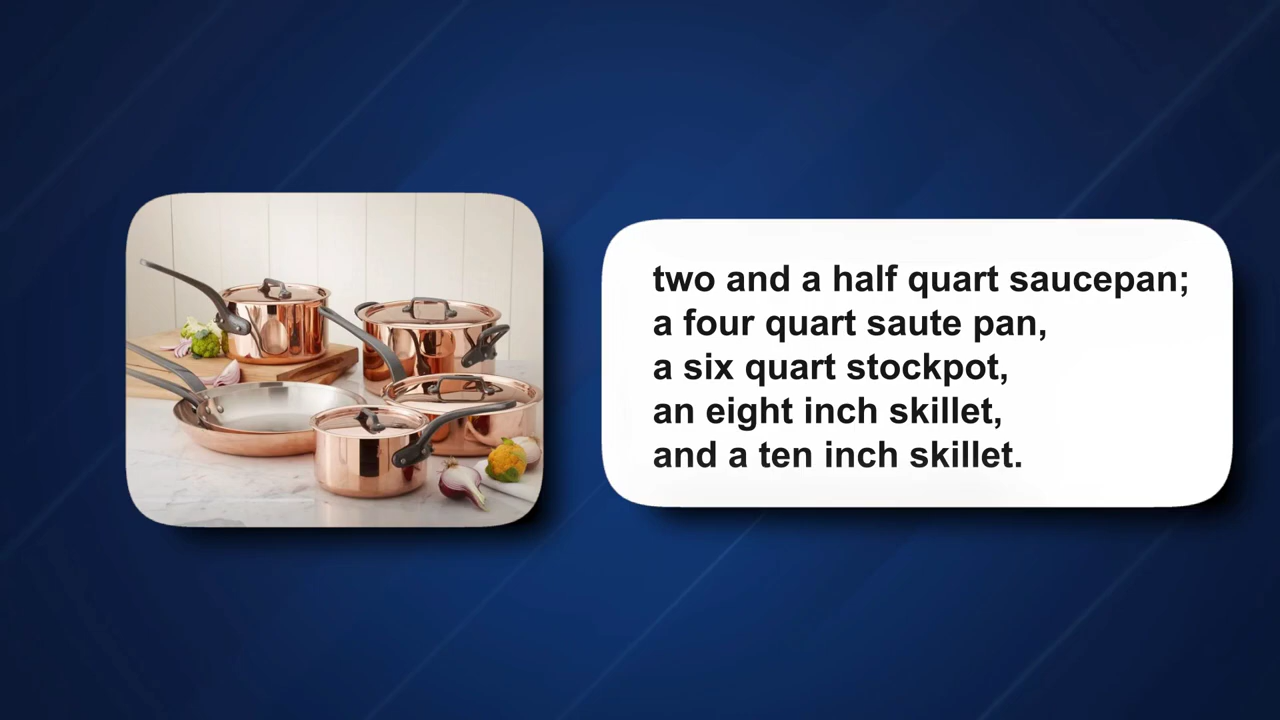 two and a half quart saucepan;
a four quart saute pan,
a six quart stockpot,
an eight inch skillet,
and a ten inch skillet.